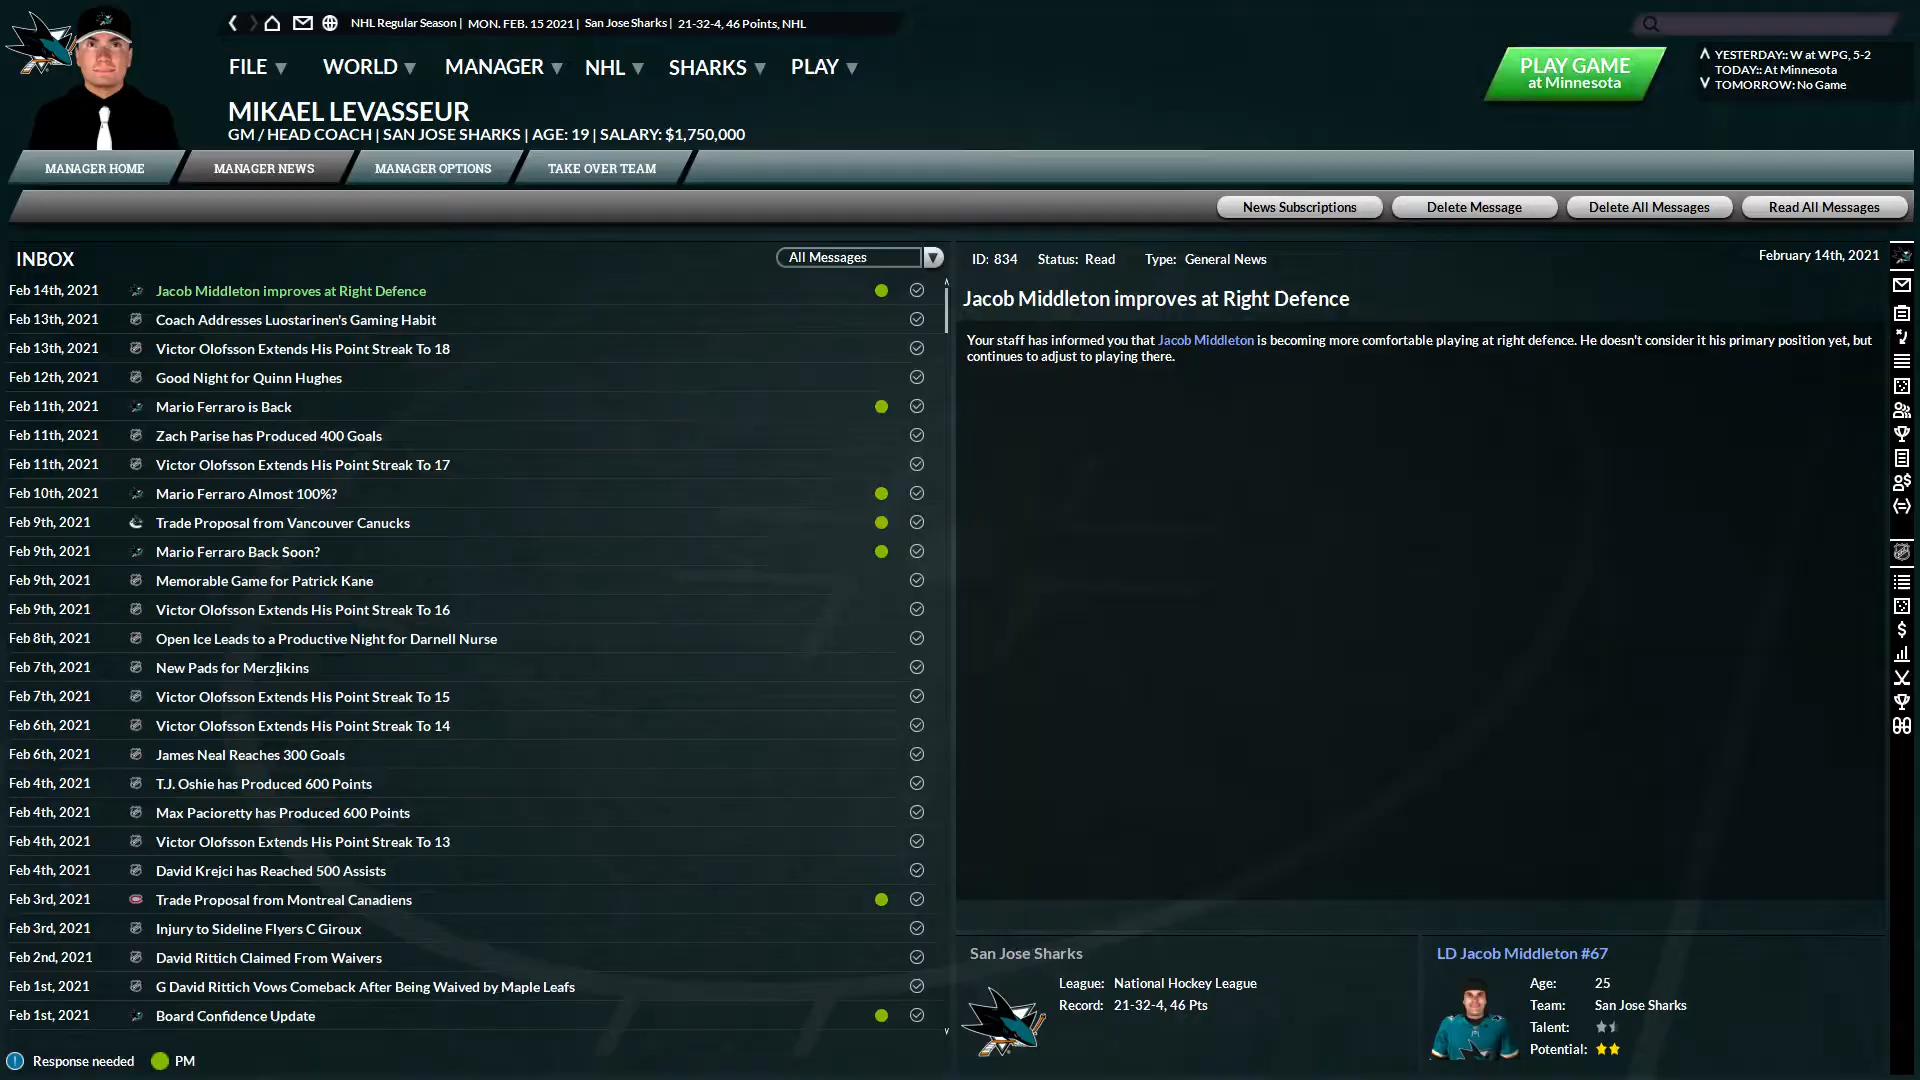 NHL Regular Season | MON. FEB. 15 2021 | San Jose Sharks | 21-32-4, 46 Points, NHL
FILE WORLD MANAGER NHL SHARKS PLAY
PLAY GAME
at Minnesota
YESTERDAY:: W at WPG, 5-2
TODAY:: At Minnesota
TOMORROW: No Game
MIKAEL LEVASSEUR
GM / HEAD COACH | SAN JOSE SHARKS | AGE: 19 | SALARY: $1,750,000
MANAGER HOME MANAGER NEWS MANAGER OPTIONS TAKE OVER TEAM
News Subscriptions Delete Message Delete All Messages Read All Messages
INBOX All Messages
Feb 14th, 2021 Jacob Middleton improves at Right Defence
Feb 13th, 2021 Coach Addresses Luostarinen's Gaming Habit
Feb 13th, 2021 Victor Olofsson Extends His Point Streak To 18
Feb 12th, 2021 Good Night for Quinn Hughes
Feb 11th, 2021 Mario Ferraro is Back
Feb 11th, 2021 Zach Parise has Produced 400 Goals
Feb 11th, 2021 Victor Olofsson Extends His Point Streak To 17
Feb 10th, 2021 Mario Ferraro Almost 100%?
Feb 9th, 2021 Trade Proposal from Vancouver Canucks
Feb 9th, 2021 Mario Ferraro Back Soon?
Feb 9th, 2021 Memorable Game for Patrick Kane
Feb 9th, 2021 Victor Olofsson Extends His Point Streak To 16
Feb 8th, 2021 Open Ice Leads to a Productive Night for Darnell Nurse
Feb 7th, 2021 New Pads for Merzlikins
Feb 7th, 2021 Victor Olofsson Extends His Point Streak To 15
Feb 6th, 2021 Victor Olofsson Extends His Point Streak To 14
Feb 6th, 2021 James Neal Reaches 300 Goals
Feb 4th, 2021 T.J. Oshie has Produced 600 Points
Feb 4th, 2021 Max Pacioretty has Produced 600 Points
Feb 4th, 2021 Victor Olofsson Extends His Point Streak To 13
Feb 4th, 2021 David Krejci has Reached 500 Assists
Feb 3rd, 2021 Trade Proposal from Montreal Canadiens
Feb 3rd, 2021 Injury to Sideline Flyers C Giroux
Feb 2nd, 2021 David Rittich Claimed From Waivers
Feb 1st, 2021 G David Rittich Vows Comeback After Being Waived by Maple Leafs
Feb 1st, 2021 Board Confidence Update
Response needed PM
ID: 834 Status: Read Type: General News February 14th, 2021
Jacob Middleton improves at Right Defence
Your staff has informed you that Jacob Middleton is becoming more comfortable playing at right defence. He doesn't consider it his primary position yet, but
continues to adjust to playing there.
San Jose Sharks
League: National Hockey League
Record: 21-32-4, 46 Pts
LD Jacob Middleton #67
Age: 25
Team: San Jose Sharks
Talent:
Potential: